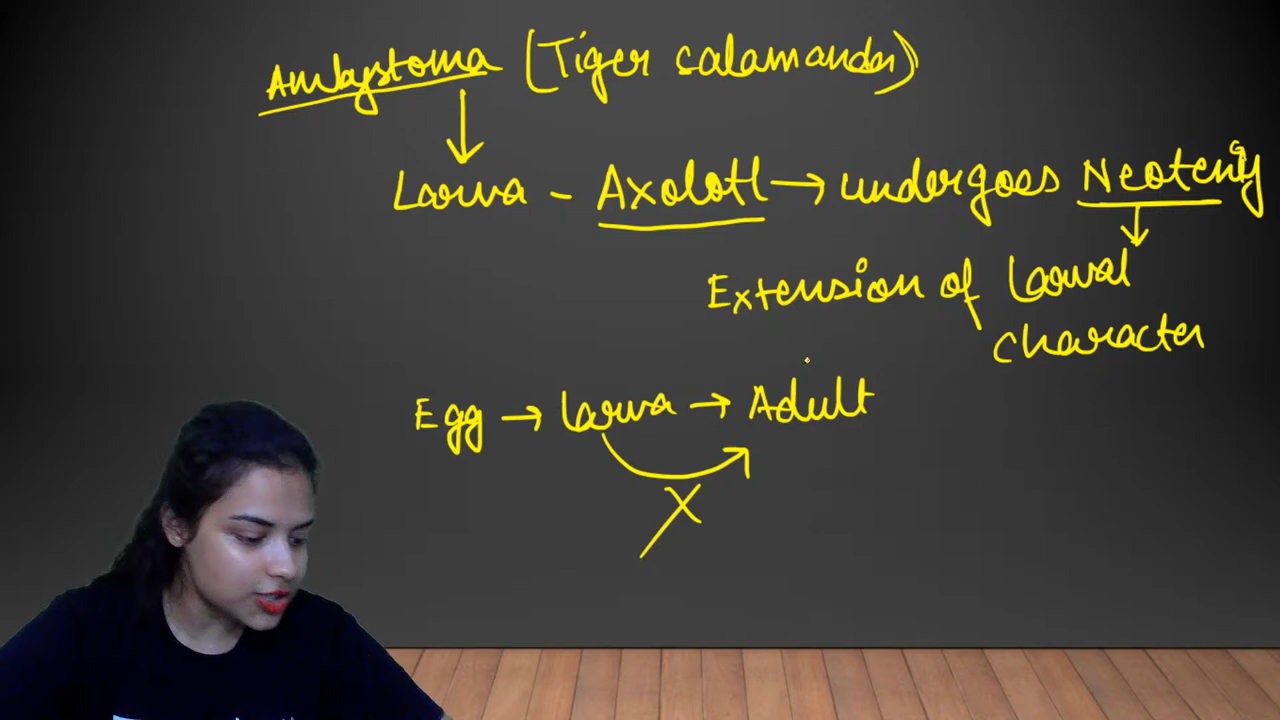 Ambystoma (Tiger salamander)
↓
Larva - Axolotl → undergoes Neoteny
↓
Extension of larval
character
Egg → larva → Adult
X